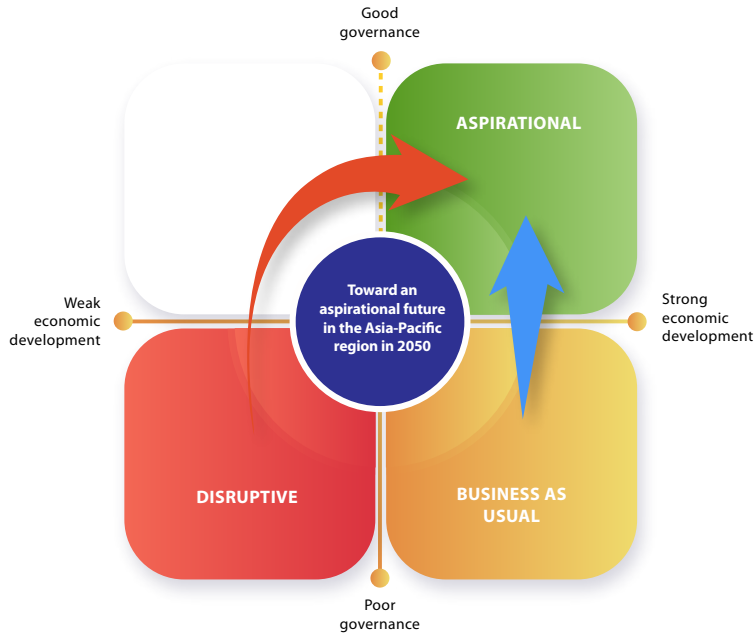 Good
governance
ASPIRATIONAL
Toward an
aspirational future
in the Asia-Pacific
region in 2050
Weak
economic
development
Strong
economic
development
DISRUPTIVE
BUSINESS AS
USUAL
Poor
governance